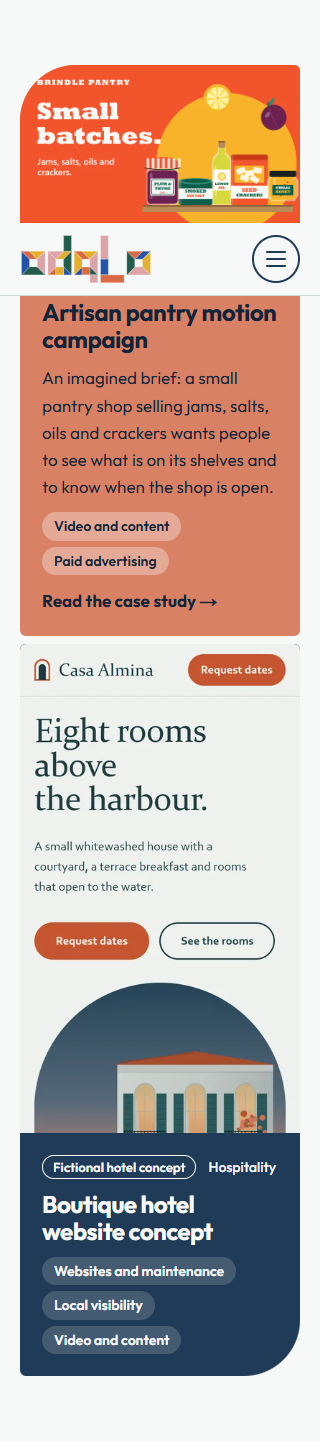 BRINDLE PANTRY
Small
batches.
Jams, salts, oils and
crackers.
PLUM &
THYME
SMOKED
SEA SALT
LEMON
OIL
SEED
CRACKERS
HONEY
Artisan pantry motion
campaign
An imagined brief: a small
pantry shop selling jams, salts,
oils and crackers wants people
to see what is on its shelves and
to know when the shop is open.
Video and content
Paid advertising
Read the case study →
Casa Almina
Request dates
Eight rooms
above
the harbour.
A small whitewashed house with a
courtyard, a terrace breakfast and rooms
that open to the water.
Request dates
See the rooms
Fictional hotel concept
Hospitality
Boutique hotel
website concept
Websites and maintenance
Local visibility
Video and content